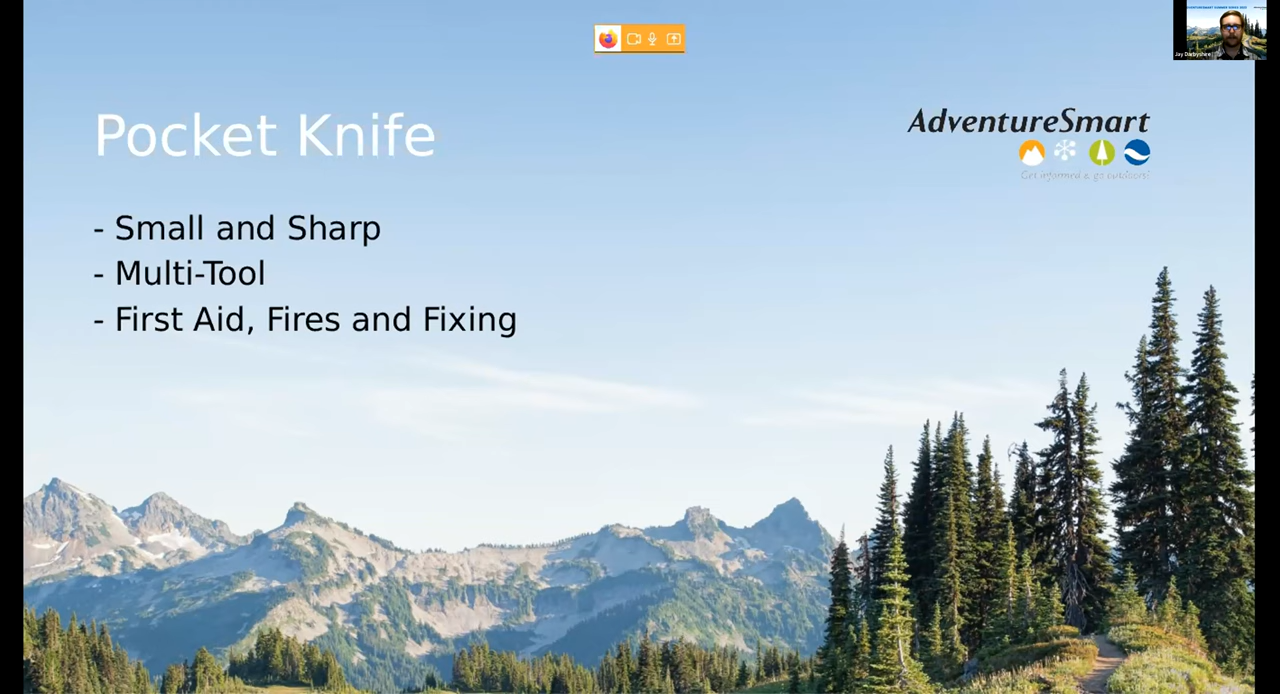 Pocket Knife
AdventureSmart
Get informed & go outdoors!
- Small and Sharp
- Multi-Tool
- First Aid, Fires and Fixing